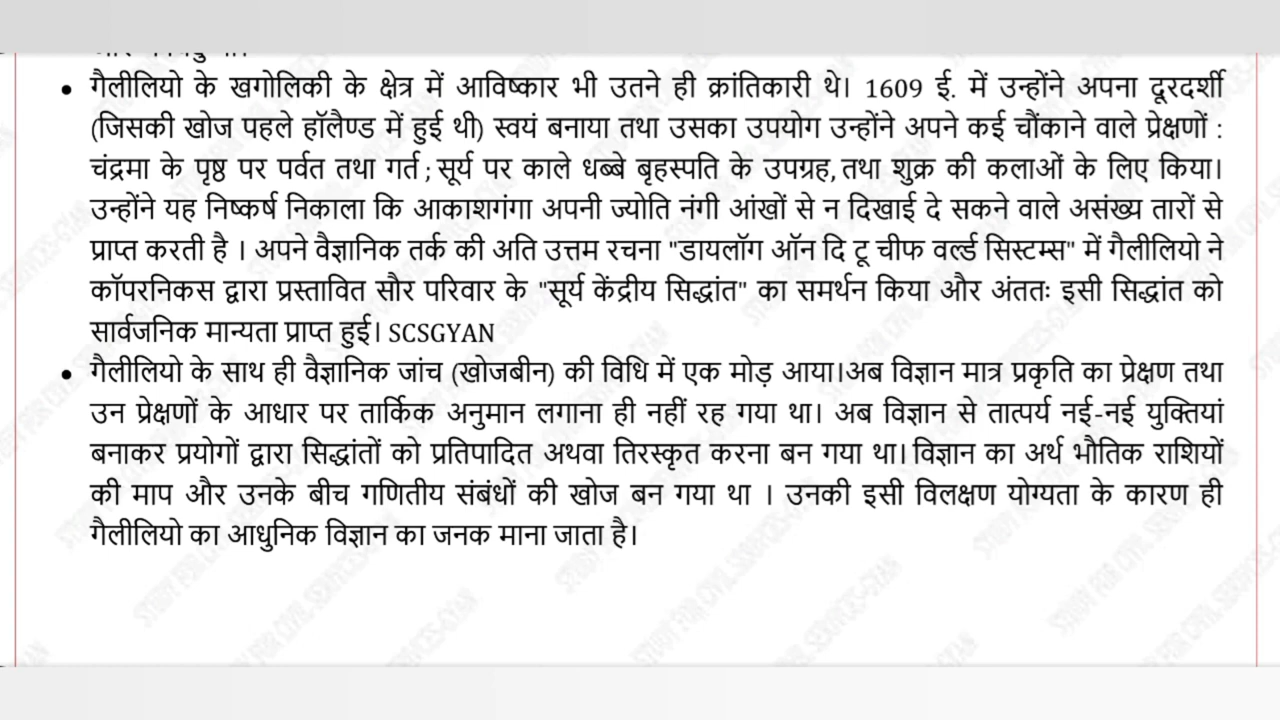 • गैलीलियो के खगोलिकी के क्षेत्र में आविष्कार भी उतने ही क्रांतिकारी थे। 1609 ई. में उन्होंने अपना दूरदर्शी
(जिसकी खोज पहले हॉलैण्ड में हुई थी) स्वयं बनाया तथा उसका उपयोग उन्होंने अपने कई चौंकाने वाले प्रेक्षणों :
चंद्रमा के पृष्ठ पर पर्वत तथा गर्त ; सूर्य पर काले धब्बे बृहस्पति के उपग्रह, तथा शुक्र की कलाओं के लिए किया।
उन्होंने यह निष्कर्ष निकाला कि आकाशगंगा अपनी ज्योति नंगी आंखों से न दिखाई दे सकने वाले असंख्य तारों से
प्राप्त करती है । अपने वैज्ञानिक तर्क की अति उत्तम रचना "डायलॉग ऑन दि टू चीफ वर्ल्ड सिस्टम्स" में गैलीलियो ने
कॉपरनिकस द्वारा प्रस्तावित सौर परिवार के "सूर्य केंद्रीय सिद्धांत" का समर्थन किया और अंततः इसी सिद्धांत को
सार्वजनिक मान्यता प्राप्त हुई। SCSGYAN
• गैलीलियो के साथ ही वैज्ञानिक जांच (खोजबीन) की विधि में एक मोड़ आया।अब विज्ञान मात्र प्रकृति का प्रेक्षण तथा
उन प्रेक्षणों के आधार पर तार्किक अनुमान लगाना ही नहीं रह गया था। अब विज्ञान से तात्पर्य नई-नई युक्तियां
बनाकर प्रयोगों द्वारा सिद्धांतों को प्रतिपादित अथवा तिरस्कृत करना बन गया था। विज्ञान का अर्थ भौतिक राशियों
की माप और उनके बीच गणितीय संबंधों की खोज बन गया था । उनकी इसी विलक्षण योग्यता के कारण ही
गैलीलियो का आधुनिक विज्ञान का जनक माना जाता है।